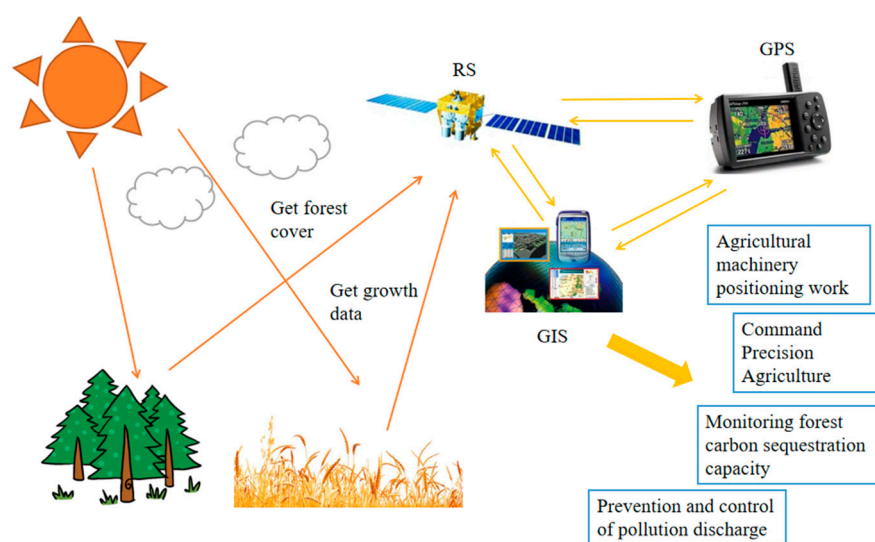 RS
GPS
Get forest
cover
Get growth
data
GIS
Agricultural
machinery
positioning work
Command
Precision
Agriculture
Monitoring forest
carbon sequestration
capacity
Prevention and control
of pollution discharge